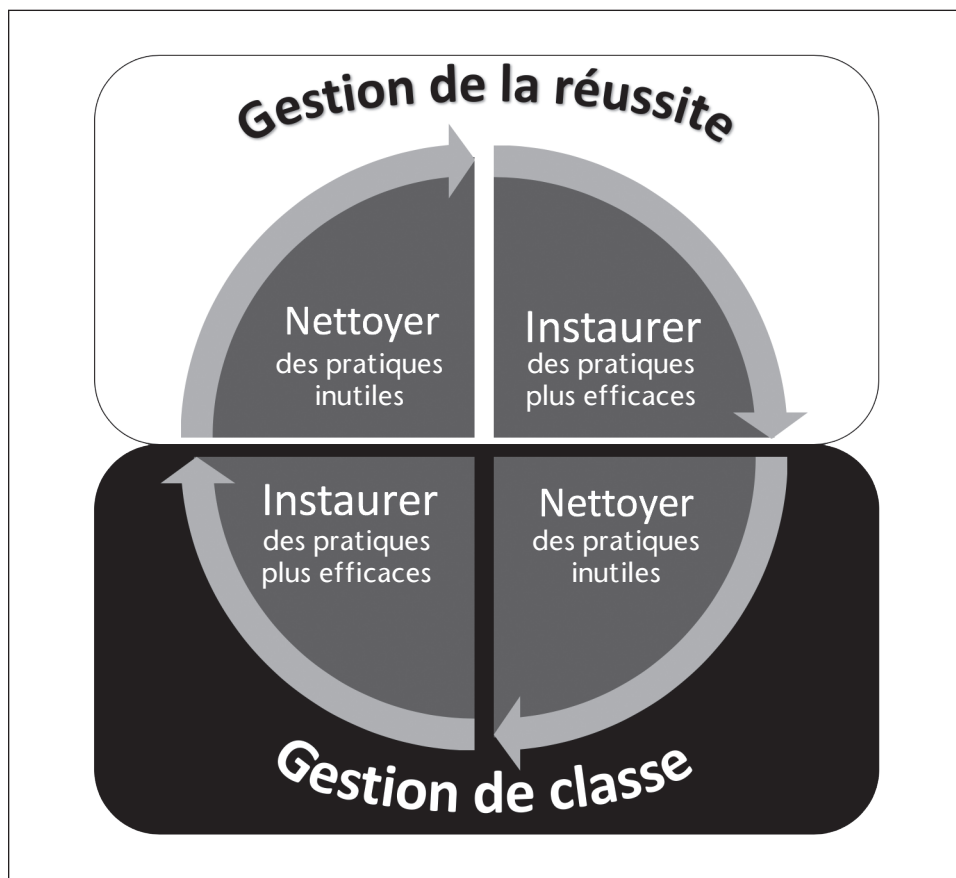 Gestion de la réussite
Nettoyer
des pratiques
inutiles
Instaurer
des pratiques
plus efficaces
Instaurer
des pratiques
plus efficaces
Nettoyer
des pratiques
inutiles
Gestion de classe